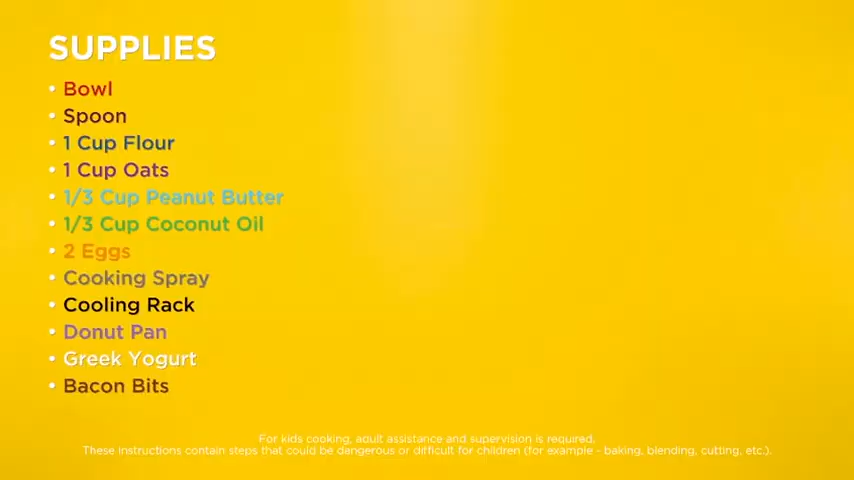 SUPPLIES
• Bowl
• Spoon
• 1 Cup Flour
• 1 Cup Oats
• 1/3 Cup Peanut Butter
• 1/3 Cup Coconut Oil
• 2 Eggs
• Cooking Spray
• Cooling Rack
• Donut Pan
• Greek Yogurt
• Bacon Bits
For kids cooking, adult assistance and supervision is required.
These instructions contain steps that could be dangerous or difficult for children (for example - baking, blending, cutting, etc.).